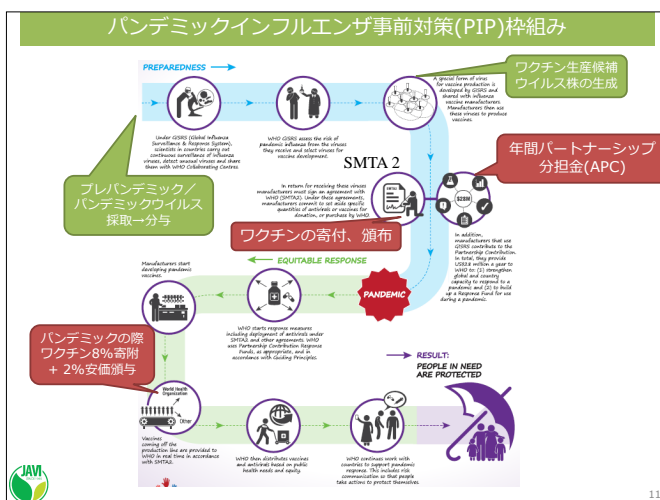 パンデミックインフルエンザ事前対策(PIP)枠組み
PREPAREDNESS
ワクチン生産候補
ウイルス株の生成
A special form of virus
for vaccine production is
developed by GISRS and
shared with influenza
vaccine manufacturers.
Manufacturers then use
these viruses to produce
vaccines.
Under GISRS (Global Influenza
Surveillance & Response System),
scientists in countries carry out
continuous surveillance of influenza
viruses, detect unusual viruses and share
them with WHO Collaborating Centres.
WHO GISRS assess the risk of
pandemic influenza from the viruses
they receive and select viruses for
vaccine development.
年間パートナーシップ
分担金(APC)
SMTA 2
プレパンデミック／
パンデミックウイルス
採取→分与
In return for receiving these viruses
manufacturers must sign an agreement with
WHO (SMTA2). Under these agreements,
manufacturers commit to set aside specific
quantities of antivirals or vaccines for
donation, or purchase by WHO.
SMTA2
$28M
ワクチンの寄付、頒布
In addition,
manufacturers that use
GISRS contribute to the
Partnership Contribution.
In total, they provide
US$28 million a year to
WHO to: (1) strengthen
global and country
capacity to respond to a
pandemic and (2) to build
up a Response Fund for use
during a pandemic.
EQUITABLE RESPONSE
Manufacturers start
developing pandemic
vaccines.
PANDEMIC
WHO starts response measures
including deployment of antivirals under
SMTA2 and other agreements. WHO
uses Partnership Contribution Response
Funds, as appropriate, and in
accordance with Guiding Principles.
パンデミックの際
ワクチン8%寄附
+ 2%安価頒与
RESULT:
PEOPLE IN NEED
ARE PROTECTED
World Health
Organization
Other
Vaccines
coming off the
production line are provided to
WHO in real time in accordance
with SMTA2.
WHO then distributes vaccines
and antivirals based on public
health needs and equity.
WHO continues work with
countries to support pandemic
response. This includes risk
communication so that people
take actions to protect themselves.
JAVI
11